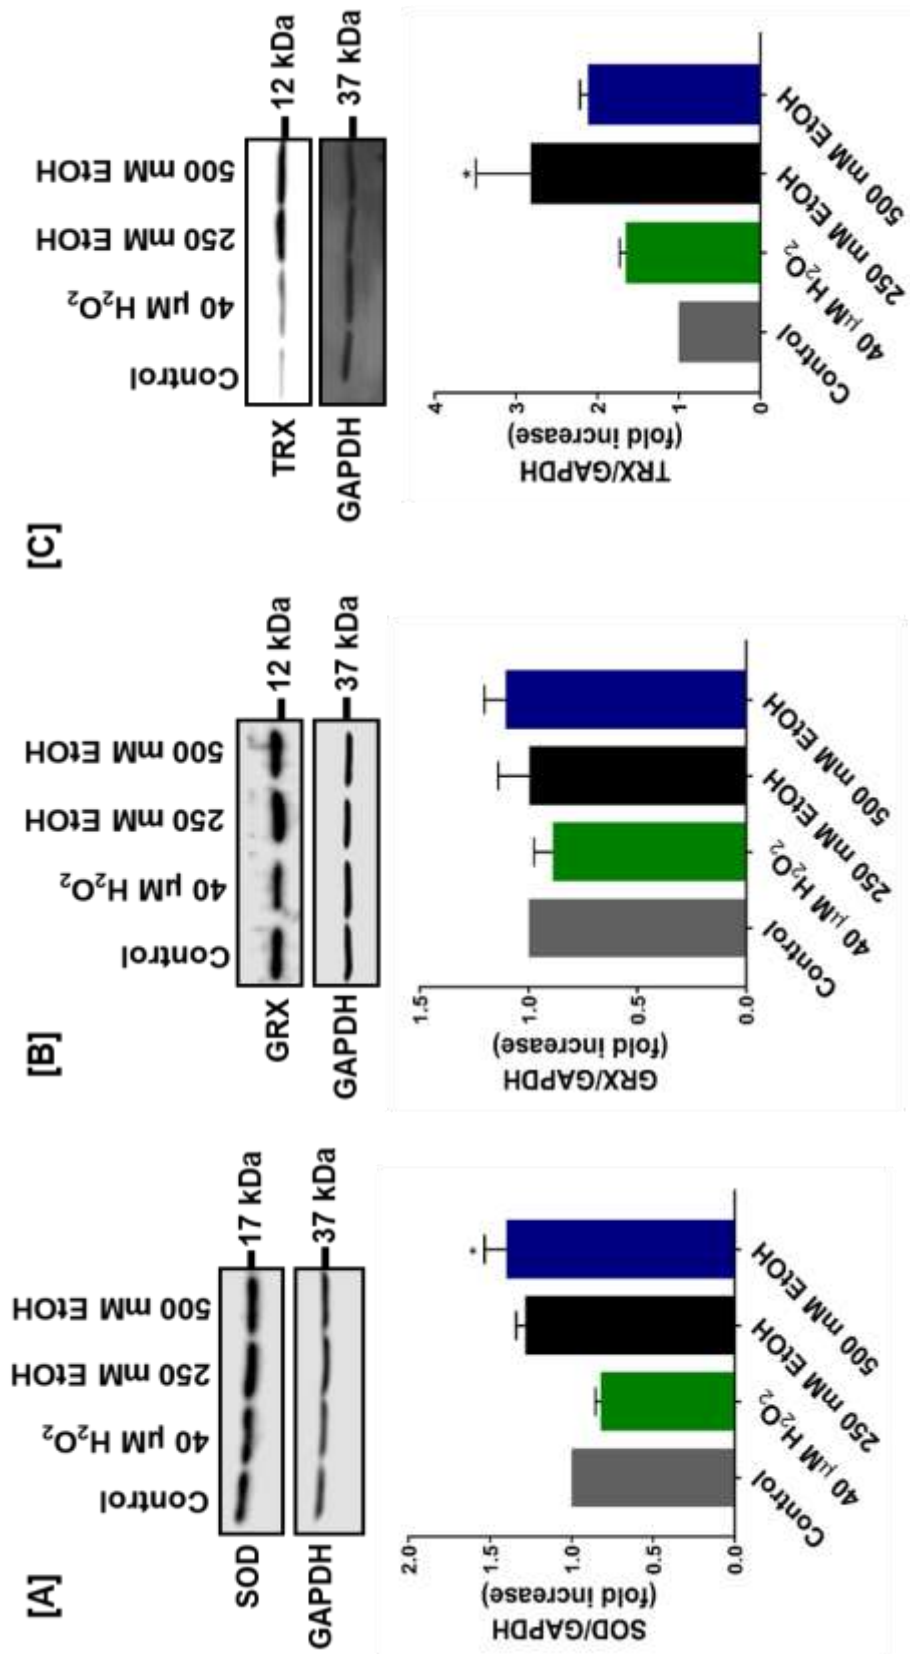 [A]
Control
40 µM H₂O₂
250 mM EtOH
500 mM EtOH
SOD
17 kDa
GAPDH
37 kDa
SOD/GAPDH
(fold increase)
2.0
1.5
1.0
0.5
0.0
Control
40 µM H₂O₂
250 mM EtOH
500 mM EtOH
*
[B]
Control
40 µM H₂O₂
250 mM EtOH
500 mM EtOH
GRX
12 kDa
GAPDH
37 kDa
GRX/GAPDH
(fold increase)
1.5
1.0
0.5
0.0
Control
40 µM H₂O₂
250 mM EtOH
500 mM EtOH
[C]
Control
40 µM H₂O₂
250 mM EtOH
500 mM EtOH
TRX
12 kDa
GAPDH
37 kDa
TRX/GAPDH
(fold increase)
4
3
2
1
0
Control
40 µM H₂O₂
250 mM EtOH
500 mM EtOH
*